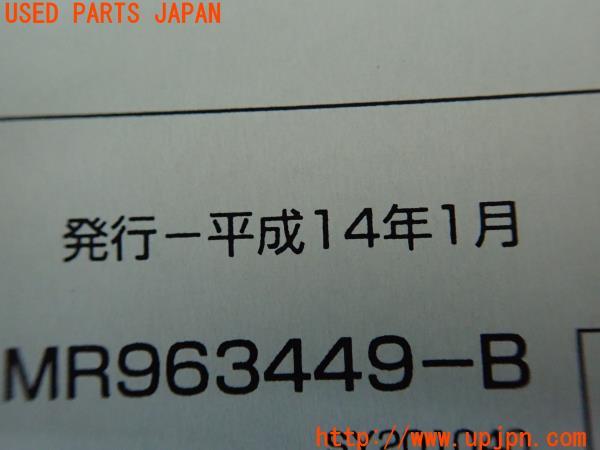 USED PARTS JAPAN
発行－平成14年1月
MR963449-B
http://www.upjpn.com/